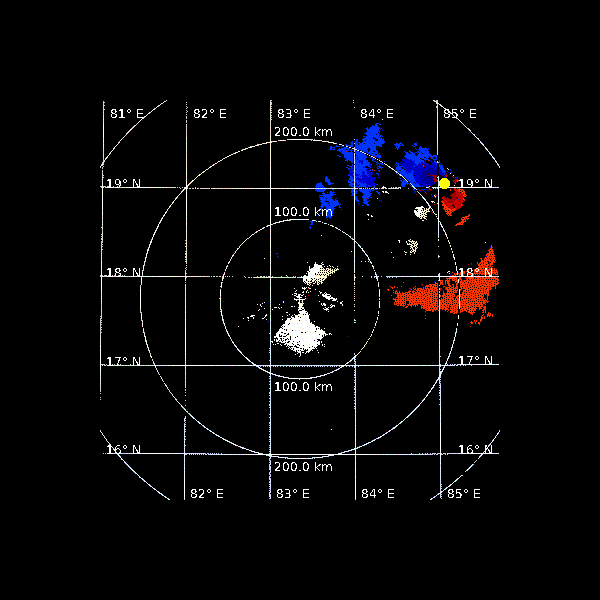 81° E 82° E 83° E 84° E 85° E
200.0 km
19° N 19° N
100.0 km
18° N 18° N
17° N 17° N
100.0 km
16° N 16° N
200.0 km
82° E 83° E 84° E 85° E